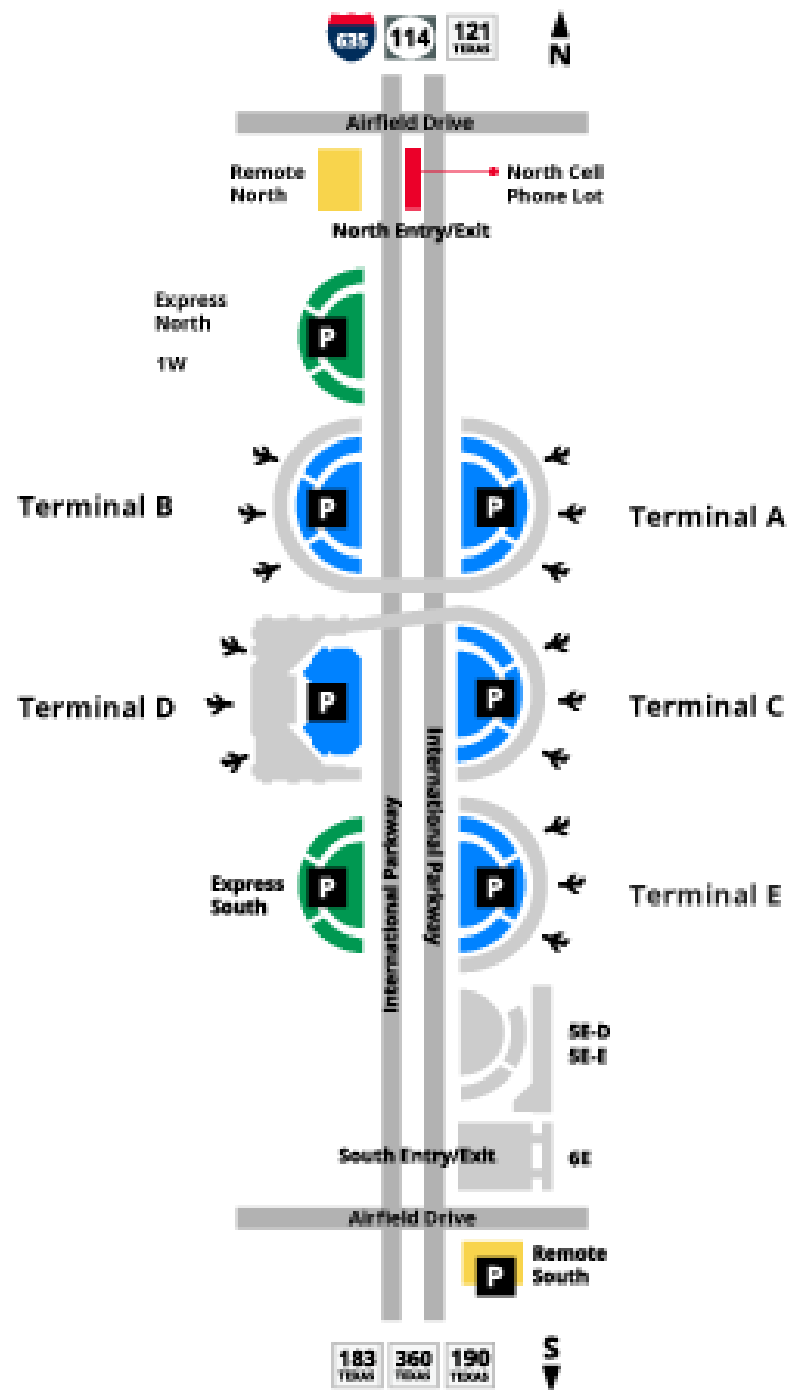 635
114
121
TEXAS
N
Airfield Drive
Remote
North
North Cell
Phone Lot
North Entry/Exit
Express
North
1W
P
Terminal B
P
P
Terminal A
Terminal D
P
P
Terminal C
International Parkway
International Parkway
Express
South
P
P
Terminal E
5E-D
5E-E
South Entry/Exit
6E
Airfield Drive
Remote
South
P
183
TEXAS
360
TEXAS
190
TEXAS
S